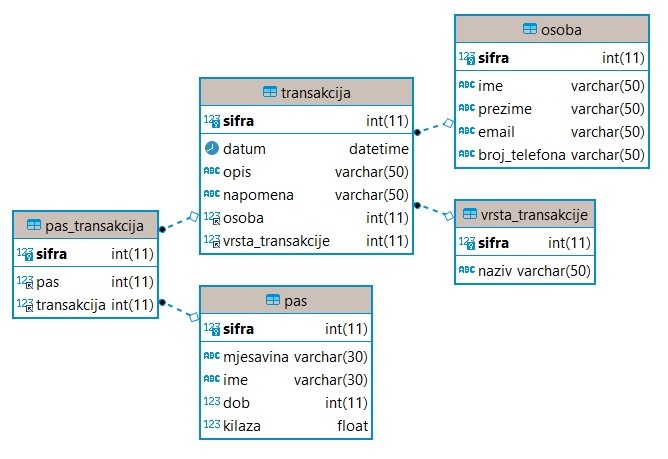 osoba
sifra int(11)
ime varchar(50)
prezime varchar(50)
email varchar(50)
broj_telefona varchar(50)
transakcija
sifra int(11)
datum datetime
opis varchar(50)
napomena varchar(50)
osoba int(11)
vrsta_transakcije int(11)
vrsta_transakcije
sifra int(11)
naziv varchar(50)
pas_transakcija
sifra int(11)
pas int(11)
transakcija int(11)
pas
sifra int(11)
mjesavina varchar(30)
ime varchar(30)
dob int(11)
kilaza float